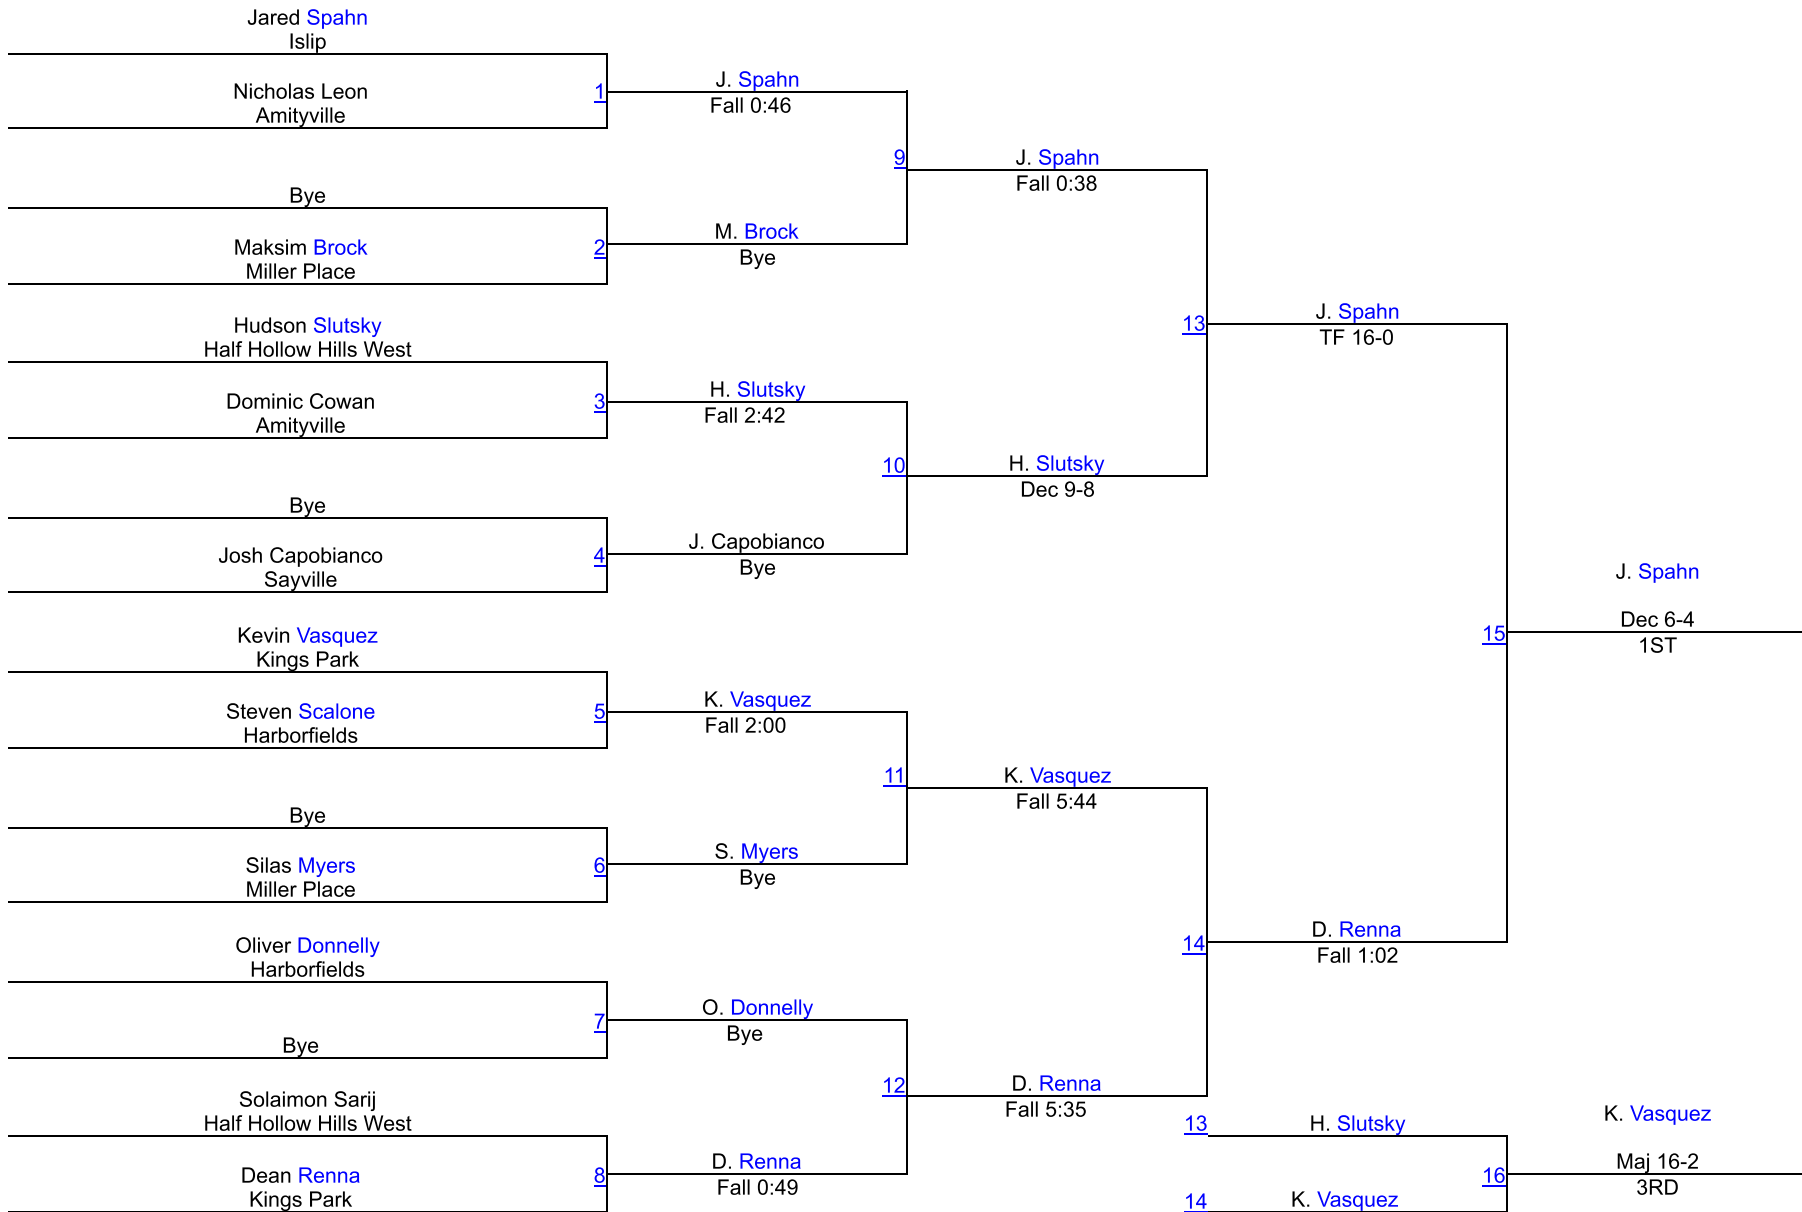 Jared Spahn
Islip
Nicholas Leon
Amityville
1
Bye
Maksim Brock
Miller Place
2
Hudson Slutsky
Half Hollow Hills West
Dominic Cowan
Amityville
3
Bye
Josh Capobianco
Sayville
4
Kevin Vasquez
Kings Park
Steven Scalone
Harborfields
5
Bye
Silas Myers
Miller Place
6
Oliver Donnelly
Harborfields
7
Bye
Solaimon Sarij
Half Hollow Hills West
Dean Renna
Kings Park
8
J. Spahn
Fall 0:46
9
M. Brock
Bye
H. Slutsky
Fall 2:42
10
J. Capobianco
Bye
K. Vasquez
Fall 2:00
11
S. Myers
Bye
O. Donnelly
Bye
12
D. Renna
Fall 0:49
J. Spahn
Fall 0:38
13
H. Slutsky
Dec 9-8
K. Vasquez
Fall 5:44
14
D. Renna
Fall 5:35
J. Spahn
TF 16-0
15
D. Renna
Fall 1:02
J. Spahn
Dec 6-4
1ST
13
H. Slutsky
14
K. Vasquez
16
K. Vasquez
Maj 16-2
3RD